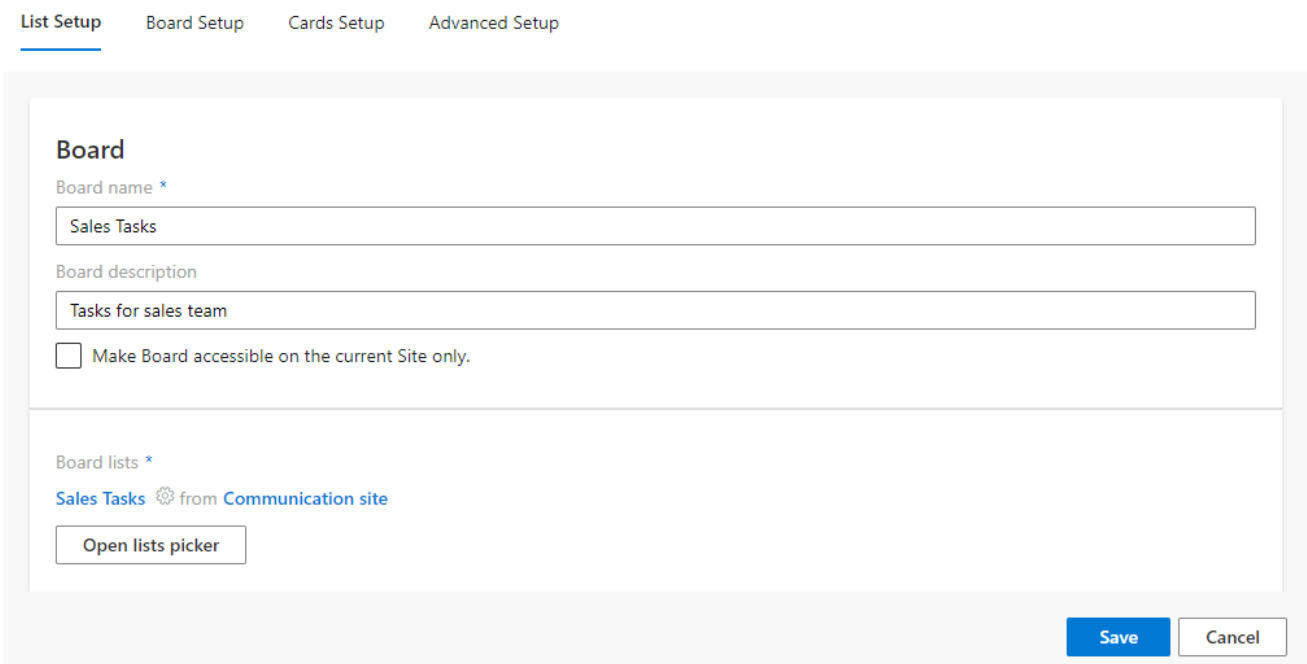 List Setup Board Setup Cards Setup Advanced Setup
Board
Board name *
Sales Tasks
Board description
Tasks for sales team
Make Board accessible on the current Site only.
Board lists *
Sales Tasks from Communication site
Open lists picker
Save Cancel